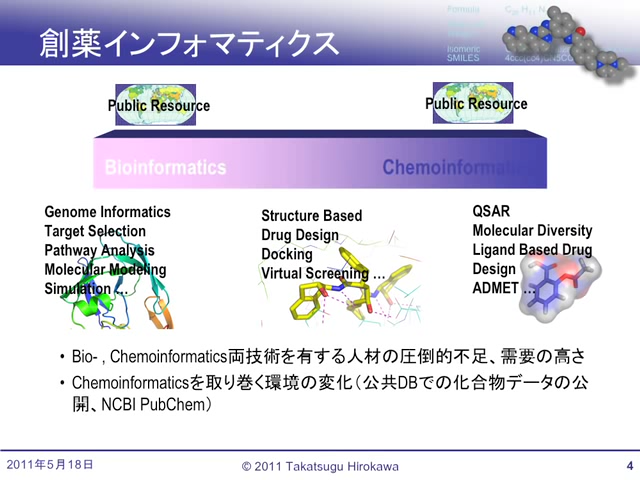 Formula
Isomeric
SMILES
創薬インフォマティクス
Public Resource
Public Resource
Bioinformatics
Chemoinformatics
Genome Informatics
Target Selection
Pathway Analysis
Molecular Modeling
Simulation …
Structure Based
Drug Design
Docking
Virtual Screening …
QSAR
Molecular Diversity
Ligand Based Drug
Design
ADMET …
・Bio- , Chemoinformatics両技術を有する人材の圧倒的不足、需要の高さ
・Chemoinformaticsを取り巻く環境の変化（公共DBでの化合物データの公
開、NCBI PubChem）
2011年5月18日
© 2011 Takatsugu Hirokawa
4